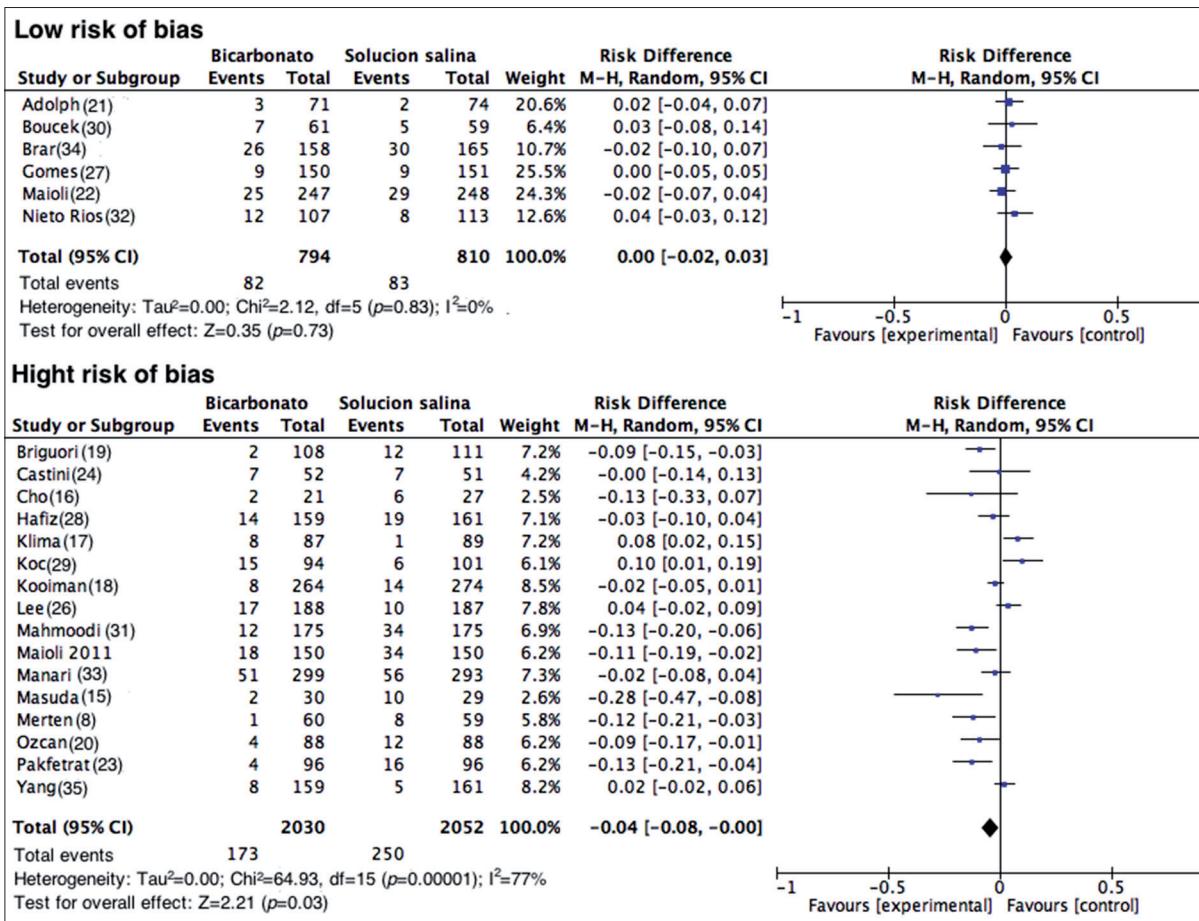 Low risk of bias
Bicarbonato Solucion salina Risk Difference Risk Difference
Study or Subgroup Events Total Events Total Weight M-H, Random, 95% CI M-H, Random, 95% CI
Adolph(21) 3 71 2 74 20.6% 0.02 [-0.04, 0.07]
Boucek(30) 7 61 5 59 6.4% 0.03 [-0.08, 0.14]
Brar(34) 26 158 30 165 10.7% -0.02 [-0.10, 0.07]
Gomes(27) 9 150 9 151 25.5% 0.00 [-0.05, 0.05]
Maioli(22) 25 247 29 248 24.3% -0.02 [-0.07, 0.04]
Nieto Rios(32) 12 107 8 113 12.6% 0.04 [-0.03, 0.12]
Total (95% CI) 794 810 100.0% 0.00 [-0.02, 0.03]
Total events 82 83
Heterogeneity: Tau²=0.00; Chi²=2.12, df=5 (p=0.83); I²=0%
Test for overall effect: Z=0.35 (p=0.73)
-1 -0.5 0 0.5
Favours [experimental] Favours [control]
Hight risk of bias
Bicarbonato Solucion salina Risk Difference Risk Difference
Study or Subgroup Events Total Events Total Weight M-H, Random, 95% CI M-H, Random, 95% CI
Briguori(19) 2 108 12 111 7.2% -0.09 [-0.15, -0.03]
Castini(24) 7 52 7 51 4.2% -0.00 [-0.14, 0.13]
Cho(16) 2 21 6 27 2.5% -0.13 [-0.33, 0.07]
Hafiz(28) 14 159 19 161 7.1% -0.03 [-0.10, 0.04]
Klima(17) 8 87 1 89 7.2% 0.08 [0.02, 0.15]
Koc(29) 15 94 6 101 6.1% 0.10 [0.01, 0.19]
Kooiman(18) 8 264 14 274 8.5% -0.02 [-0.05, 0.01]
Lee(26) 17 188 10 187 7.8% 0.04 [-0.02, 0.09]
Mahmoodi (31) 12 175 34 175 6.9% -0.13 [-0.20, -0.06]
Maioli 2011 18 150 34 150 6.2% -0.11 [-0.19, -0.02]
Manari (33) 51 299 56 293 7.3% -0.02 [-0.08, 0.04]
Masuda(15) 2 30 10 29 2.6% -0.28 [-0.47, -0.08]
Merten(8) 1 60 8 59 5.8% -0.12 [-0.21, -0.03]
Ozcan(20) 4 88 12 88 6.2% -0.09 [-0.17, -0.01]
Pakfetrat(23) 4 96 16 96 6.2% -0.13 [-0.21, -0.04]
Yang(35) 8 159 5 161 8.2% 0.02 [-0.02, 0.06]
Total (95% CI) 2030 2052 100.0% -0.04 [-0.08, -0.00]
Total events 173 250
Heterogeneity: Tau²=0.00; Chi²=64.93, df=15 (p=0.00001); I²=77%
Test for overall effect: Z=2.21 (p=0.03)
-1 -0.5 0 0.5
Favours [experimental] Favours [control]